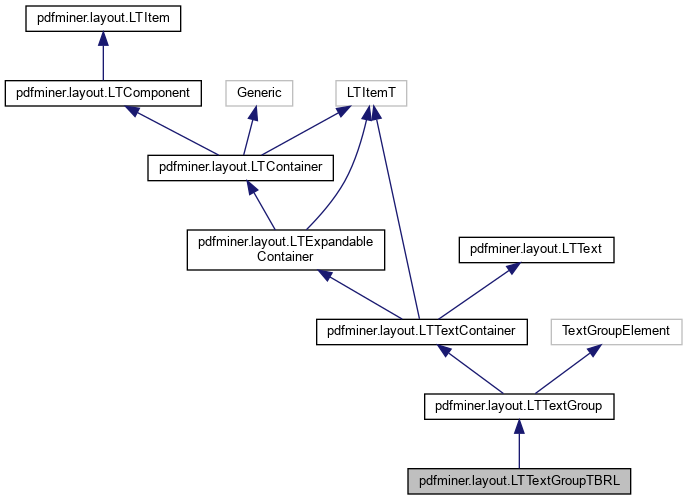 pdfminer.layout.LTItem
pdfminer.layout.LTComponent
Generic
LTItemT
pdfminer.layout.LTContainer
pdfminer.layout.LTExpandable
Container
pdfminer.layout.LTText
pdfminer.layout.LTTextContainer
TextGroupElement
pdfminer.layout.LTTextGroup
pdfminer.layout.LTTextGroupTBRL